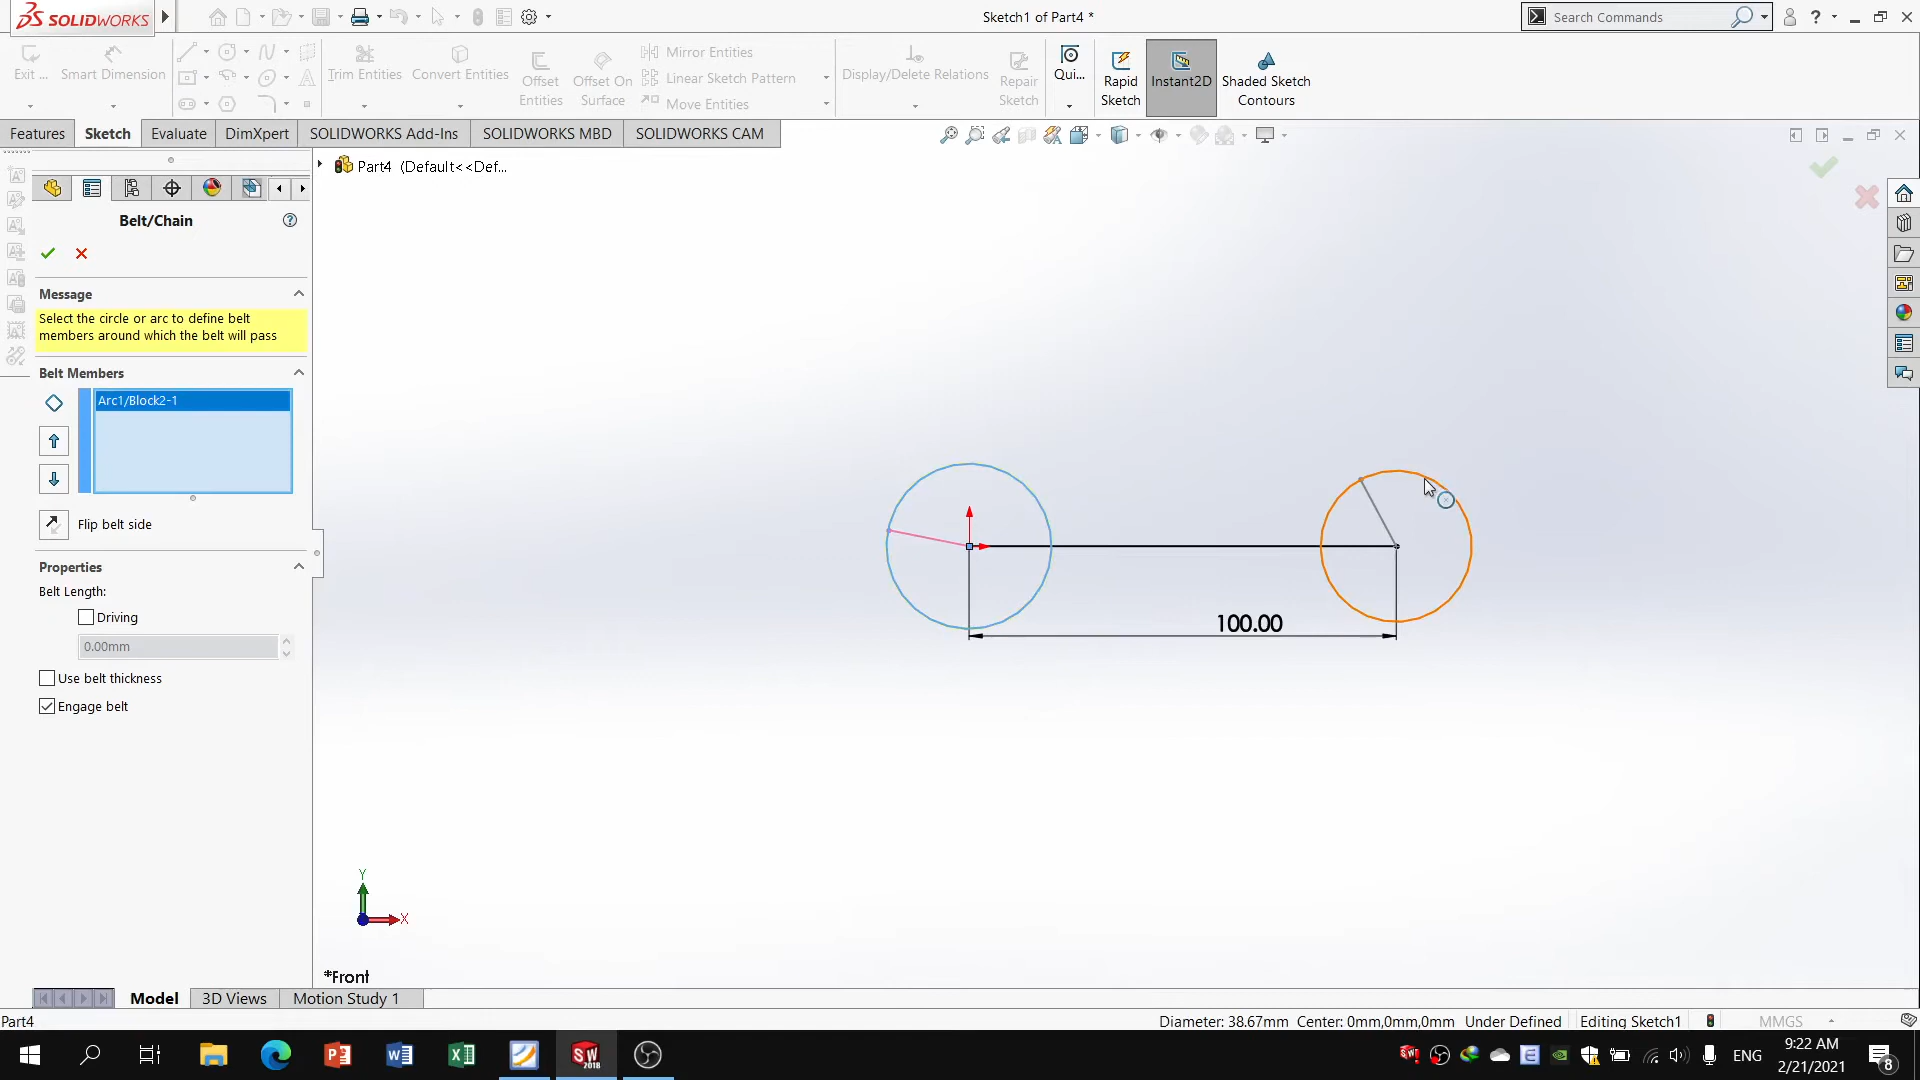 SOLIDWORKS
Sketch1 of Part4 *
Search Commands
Exit ...
Smart Dimension
Trim Entities
Convert Entities
Offset Entities
Offset On Surface
Mirror Entities
Linear Sketch Pattern
Move Entities
Display/Delete Relations
Repair Sketch
Qui...
Rapid Sketch
Instant2D
Shaded Sketch Contours
Features
Sketch
Evaluate
DimXpert
SOLIDWORKS Add-Ins
SOLIDWORKS MBD
SOLIDWORKS CAM
Part4 (Default<<Def...
Belt/Chain
Message
Select the circle or arc to define belt
members around which the belt will pass
Belt Members
Arc1/Block2-1
Flip belt side
Properties
Belt Length:
Driving
0.00mm
Use belt thickness
Engage belt
100.00
Y
X
*Front
Model
3D Views
Motion Study 1
Part4
Diameter: 38.67mm Center: 0mm,0mm,0mm
Under Defined
Editing Sketch1
MMGS
SW
2018
ENG
9:22 AM
2/21/2021
8